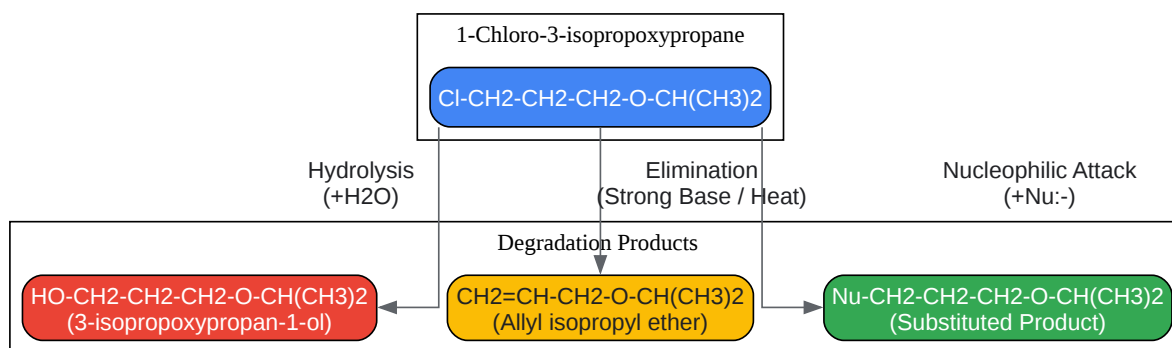 1-Chloro-3-isopropoxypropane
Cl-CH2-CH2-CH2-O-CH(CH3)2
Hydrolysis
(+H2O)
Elimination
(Strong Base / Heat)
Nucleophilic Attack
(+Nu:-)
Degradation Products
HO-CH2-CH2-CH2-O-CH(CH3)2
(3-isopropoxypropan-1-ol)
CH2=CH-CH2-O-CH(CH3)2
(Allyl isopropyl ether)
Nu-CH2-CH2-CH2-O-CH(CH3)2
(Substituted Product)